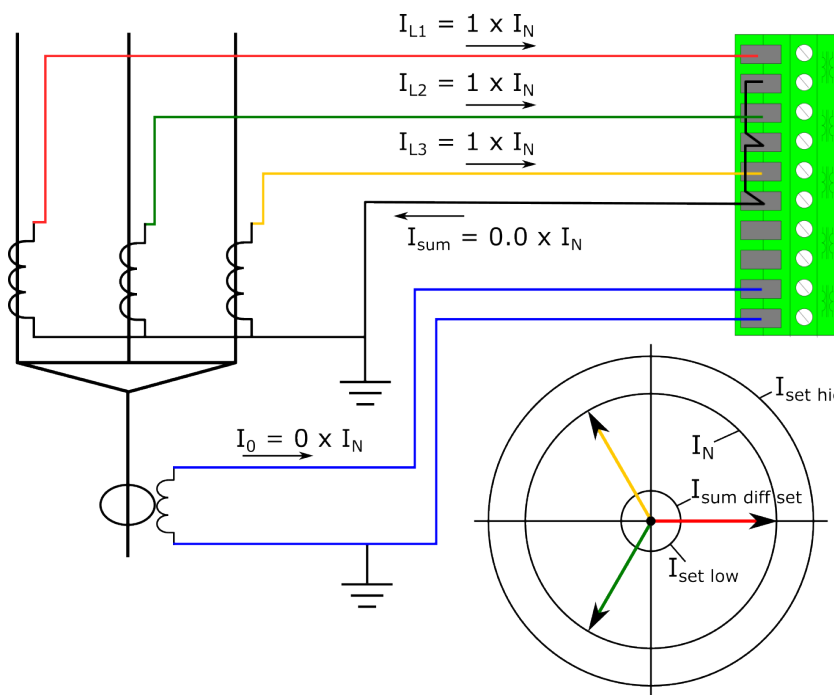 I_L1 = 1 x I_N
I_L2 = 1 x I_N
I_L3 = 1 x I_N
I_sum = 0.0 x I_N
I_0 = 0 x I_N
I_set
I_N
I_sum diff set
I_set low